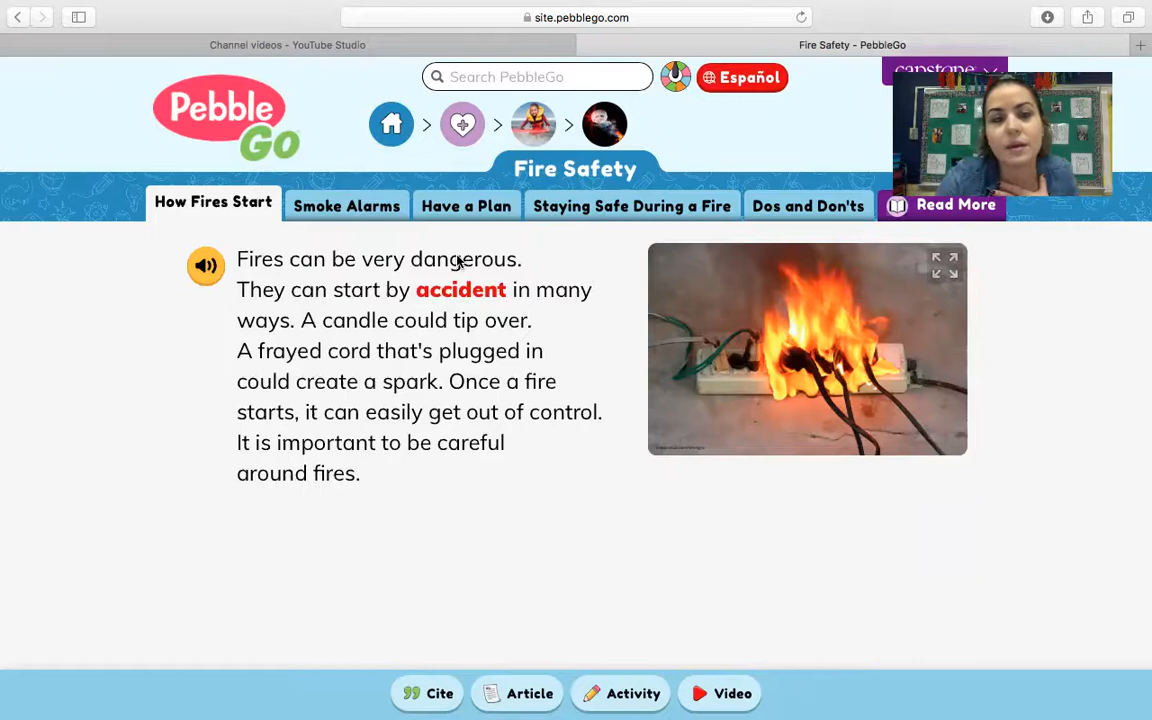 site.pebblego.com
Channel videos - YouTube Studio
Fire Safety - PebbleGo
Pebble
Go
Search PebbleGo
Español
capstone
Fire Safety
How Fires Start
Smoke Alarms
Have a Plan
Staying Safe During a Fire
Dos and Don'ts
Read More
Fires can be very dangerous.
They can start by accident in many
ways. A candle could tip over.
A frayed cord that's plugged in
could create a spark. Once a fire
starts, it can easily get out of control.
It is important to be careful
around fires.
Cite
Article
Activity
Video